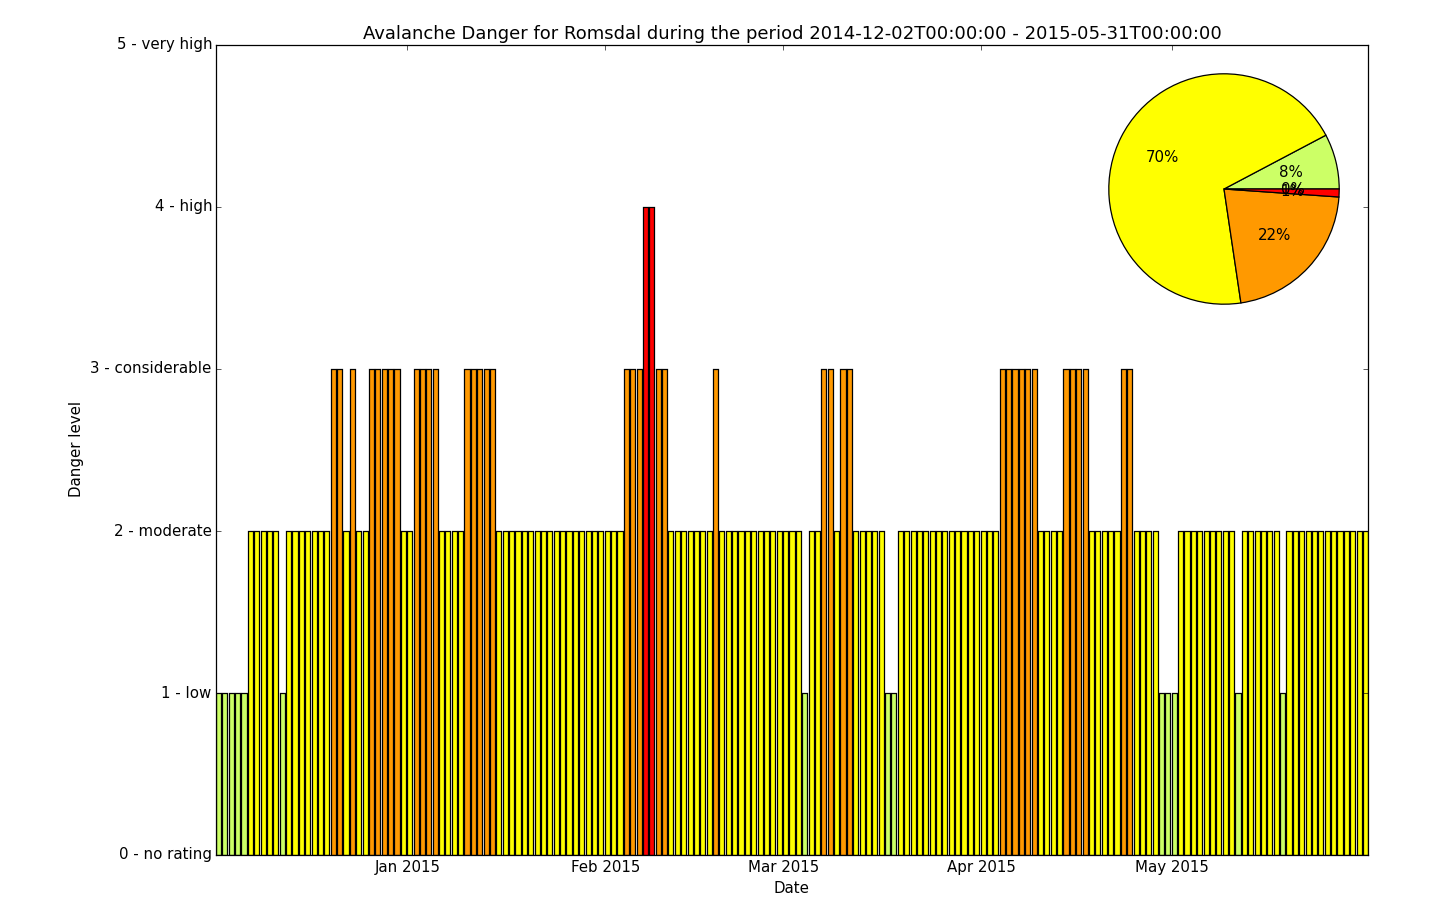 Avalanche Danger for Romsdal during the period 2014-12-02T00:00:00 - 2015-05-31T00:00:00
5 - very high
4 - high
3 - considerable
2 - moderate
1 - low
0 - no rating
Danger level
70%
8%
22%
Jan 2015
Feb 2015
Mar 2015
Apr 2015
May 2015
Date